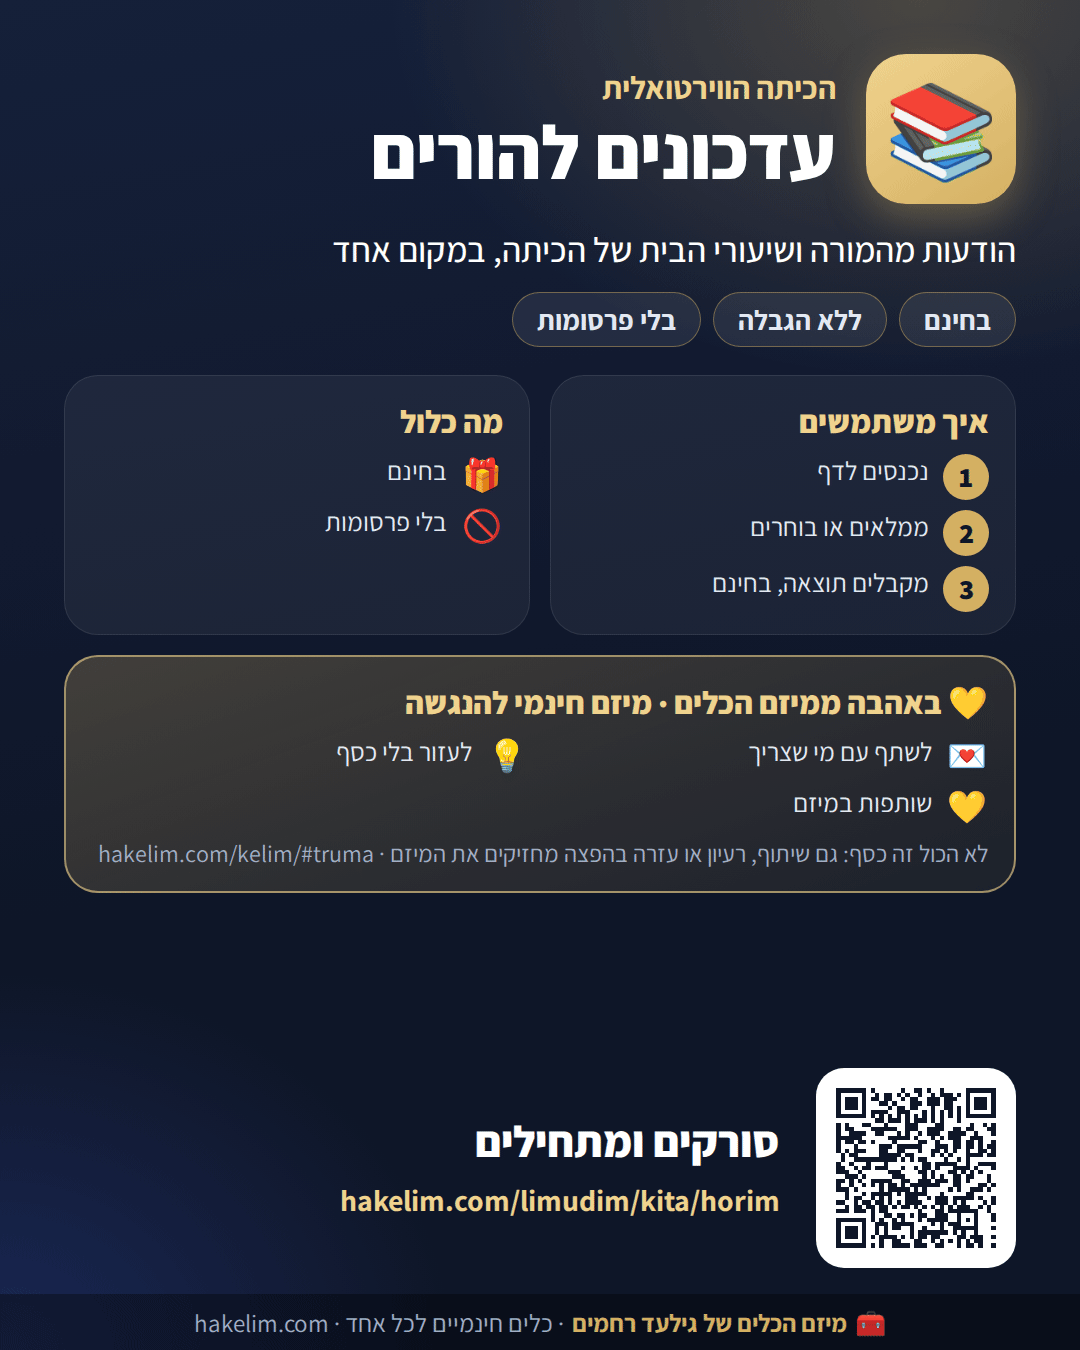 הכיתה הווירטואלית
עדכונים להורים
הודעות מהמורה ושיעורי הבית של הכיתה, במקום אחד
בחינם
ללא הגבלה
בלי פרסומות
איך משתמשים
1 נכנסים לדף
2 ממלאים או בוחרים
3 מקבלים תוצאה, בחינם
מה כלול
בחינם
בלי פרסומות
באהבה ממיזם הכלים · מיזם חינמי להנגשה
לשתף עם מי שצריך
לעזור בלי כסף
שותפות במיזם
לא הכול זה כסף: גם שיתוף, רעיון או עזרה בהפצה מחזיקים את המיזם · hakelim.com/kelim/#truma
סורקים ומתחילים
hakelim.com/limudim/kita/horim
מיזם הכלים של גילעד רחמים · כלים חינמיים לכל אחד · hakelim.com